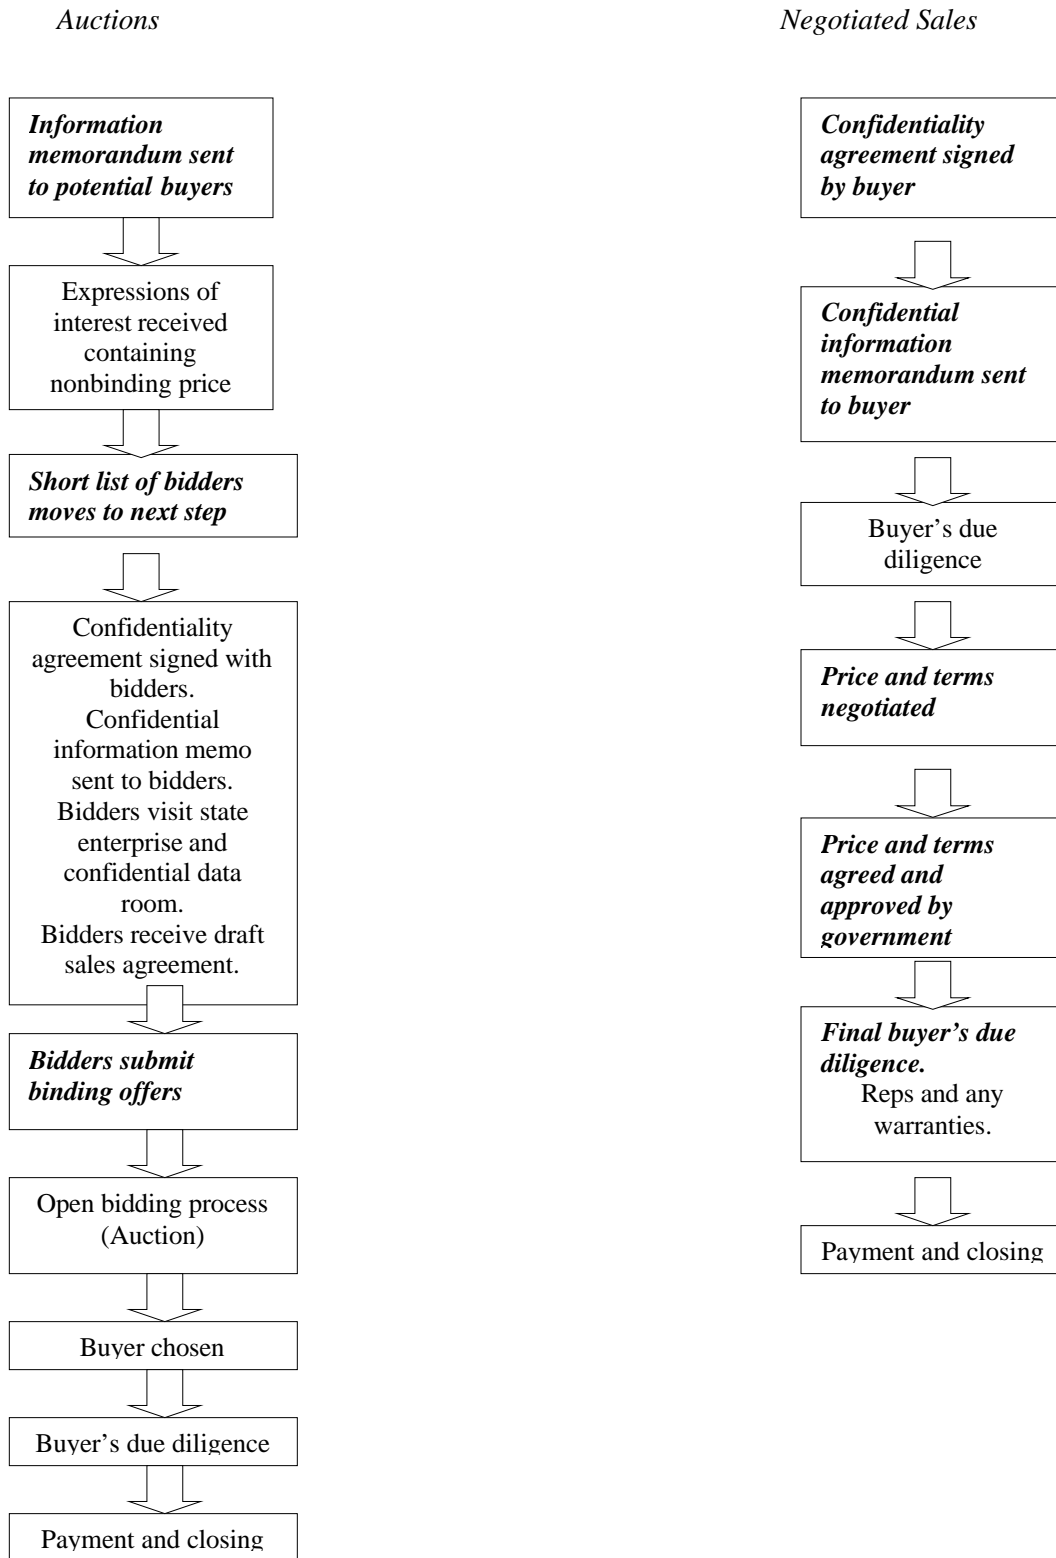 Auctions
Negotiated Sales
Information
memorandum sent
to potential buyers
Expressions of
interest received
containing
nonbinding price
Short list of bidders
moves to next step
Confidentiality
agreement signed with
bidders.
Confidential
information memo
sent to bidders.
Bidders visit state
enterprise and
confidential data
room.
Bidders receive draft
sales agreement.
Bidders submit
binding offers
Open bidding process
(Auction)
Buyer chosen
Buyer’s due diligence
Payment and closing
Confidentiality
agreement signed
by buyer
Confidential
information
memorandum sent
to buyer
Buyer’s due
diligence
Price and terms
negotiated
Price and terms
agreed and
approved by
government
Final buyer’s due
diligence.
Reps and any
warranties.
Payment and closing